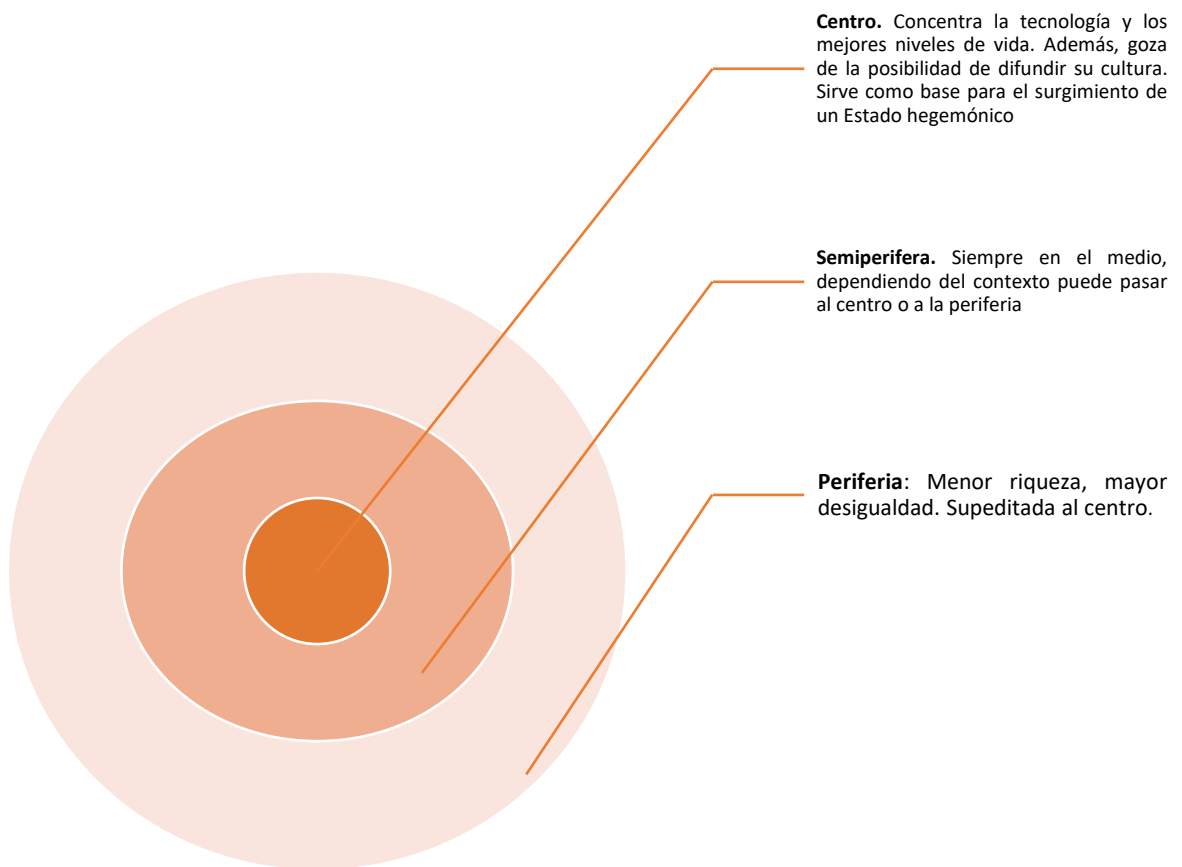 Centro. Concentra la tecnología y los
mejores niveles de vida. Además, goza
de la posibilidad de difundir su cultura.
Sirve como base para el surgimiento de
un Estado hegemónico
Semiperifera. Siempre en el medio,
dependiendo del contexto puede pasar
al centro o a la periferia
Periferia: Menor riqueza, mayor
desigualdad. Supeditada al centro.